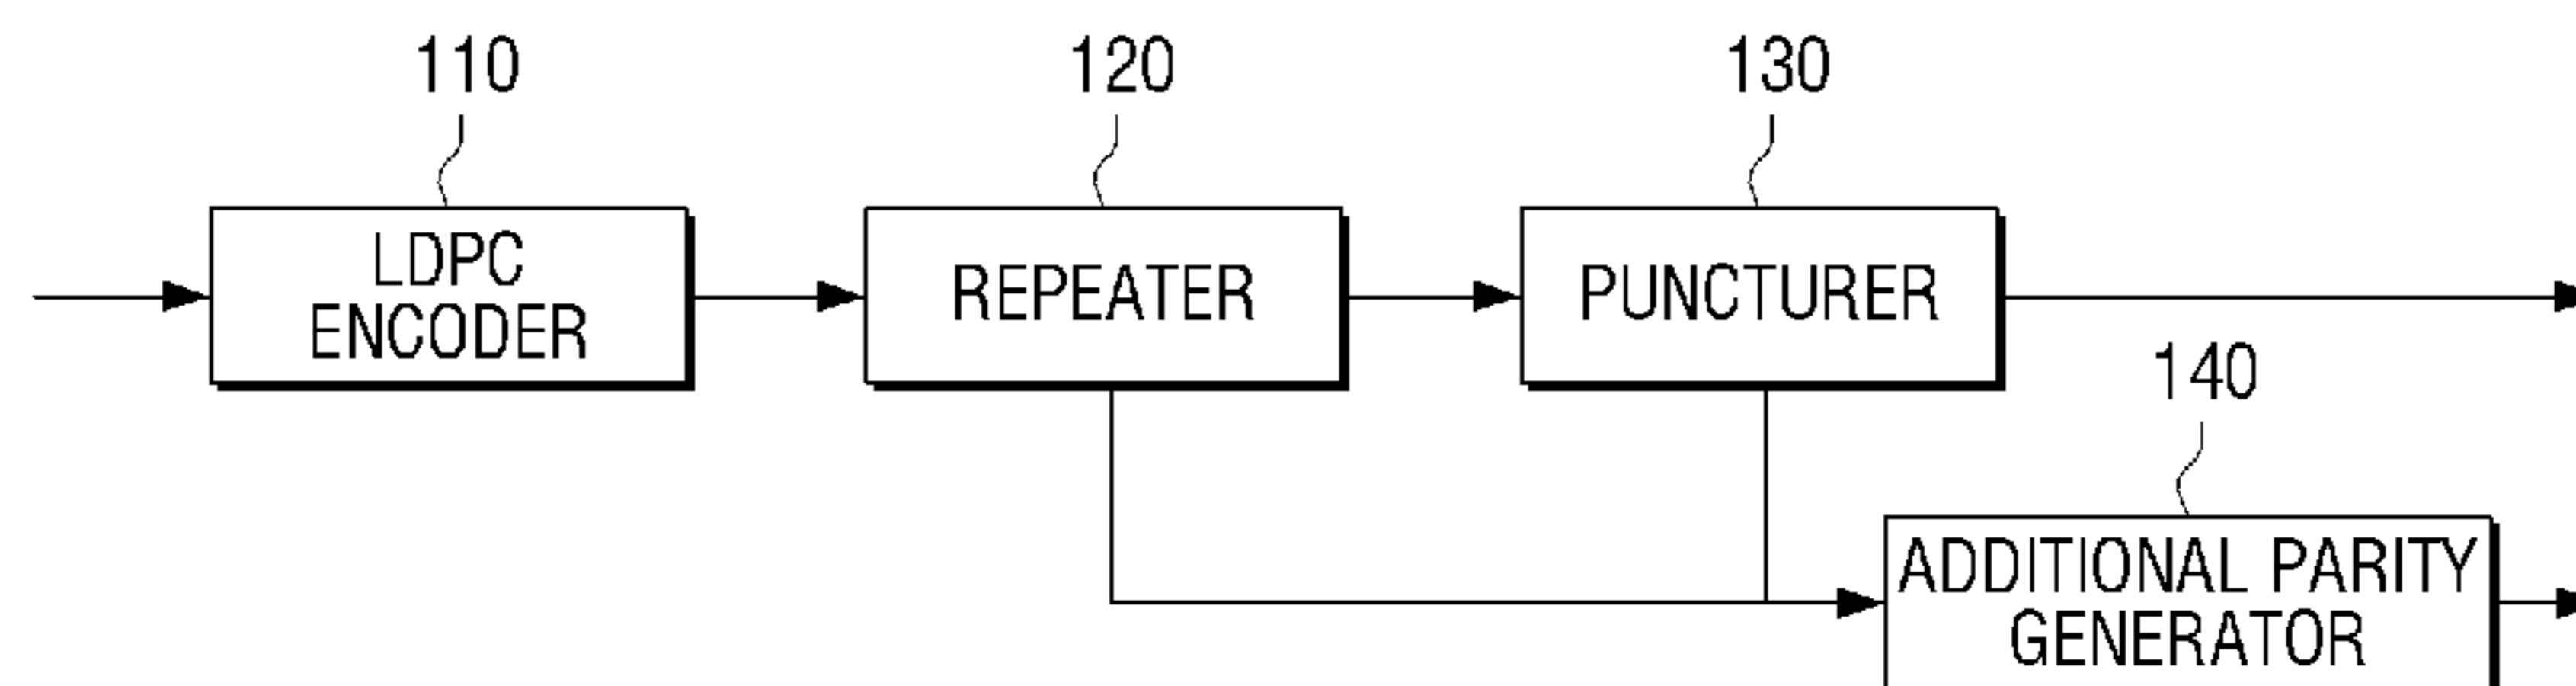 110
120
130
LDPC
ENCODER
REPEATER
PUNCTURER
140
ADDITIONAL PARITY
GENERATOR